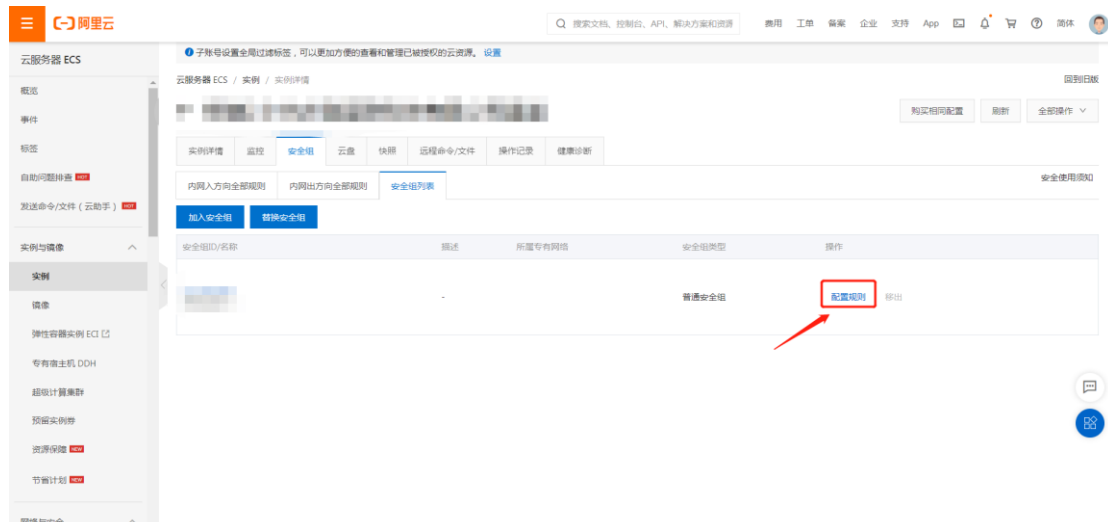 阿里云
搜索文档、控制台、API、解决方案和资源
费用 工单 备案 企业 支持 App 简体
云服务器 ECS
概览
事件
标签
自助问题排查 HOT
发送命令/文件（云助手） HOT
实例与镜像
实例
镜像
弹性容器实例 ECI
专有宿主机 DDH
超级计算集群
预留实例券
资源保障 NEW
节省计划 NEW
网络与安全
子账号设置全局过滤标签，可以更加方便的查看和管理已被授权的云资源。 设置
云服务器 ECS / 实例 / 实例详情
回到旧版
购买相同配置 刷新 全部操作
实例详情 监控 安全组 云盘 快照 远程命令/文件 操作记录 健康诊断
内网入方向全部规则 内网出方向全部规则 安全组列表
安全使用须知
加入安全组 替换安全组
安全组ID/名称 描述 所属专有网络 安全组类型 操作
- 普通安全组 配置规则 移出